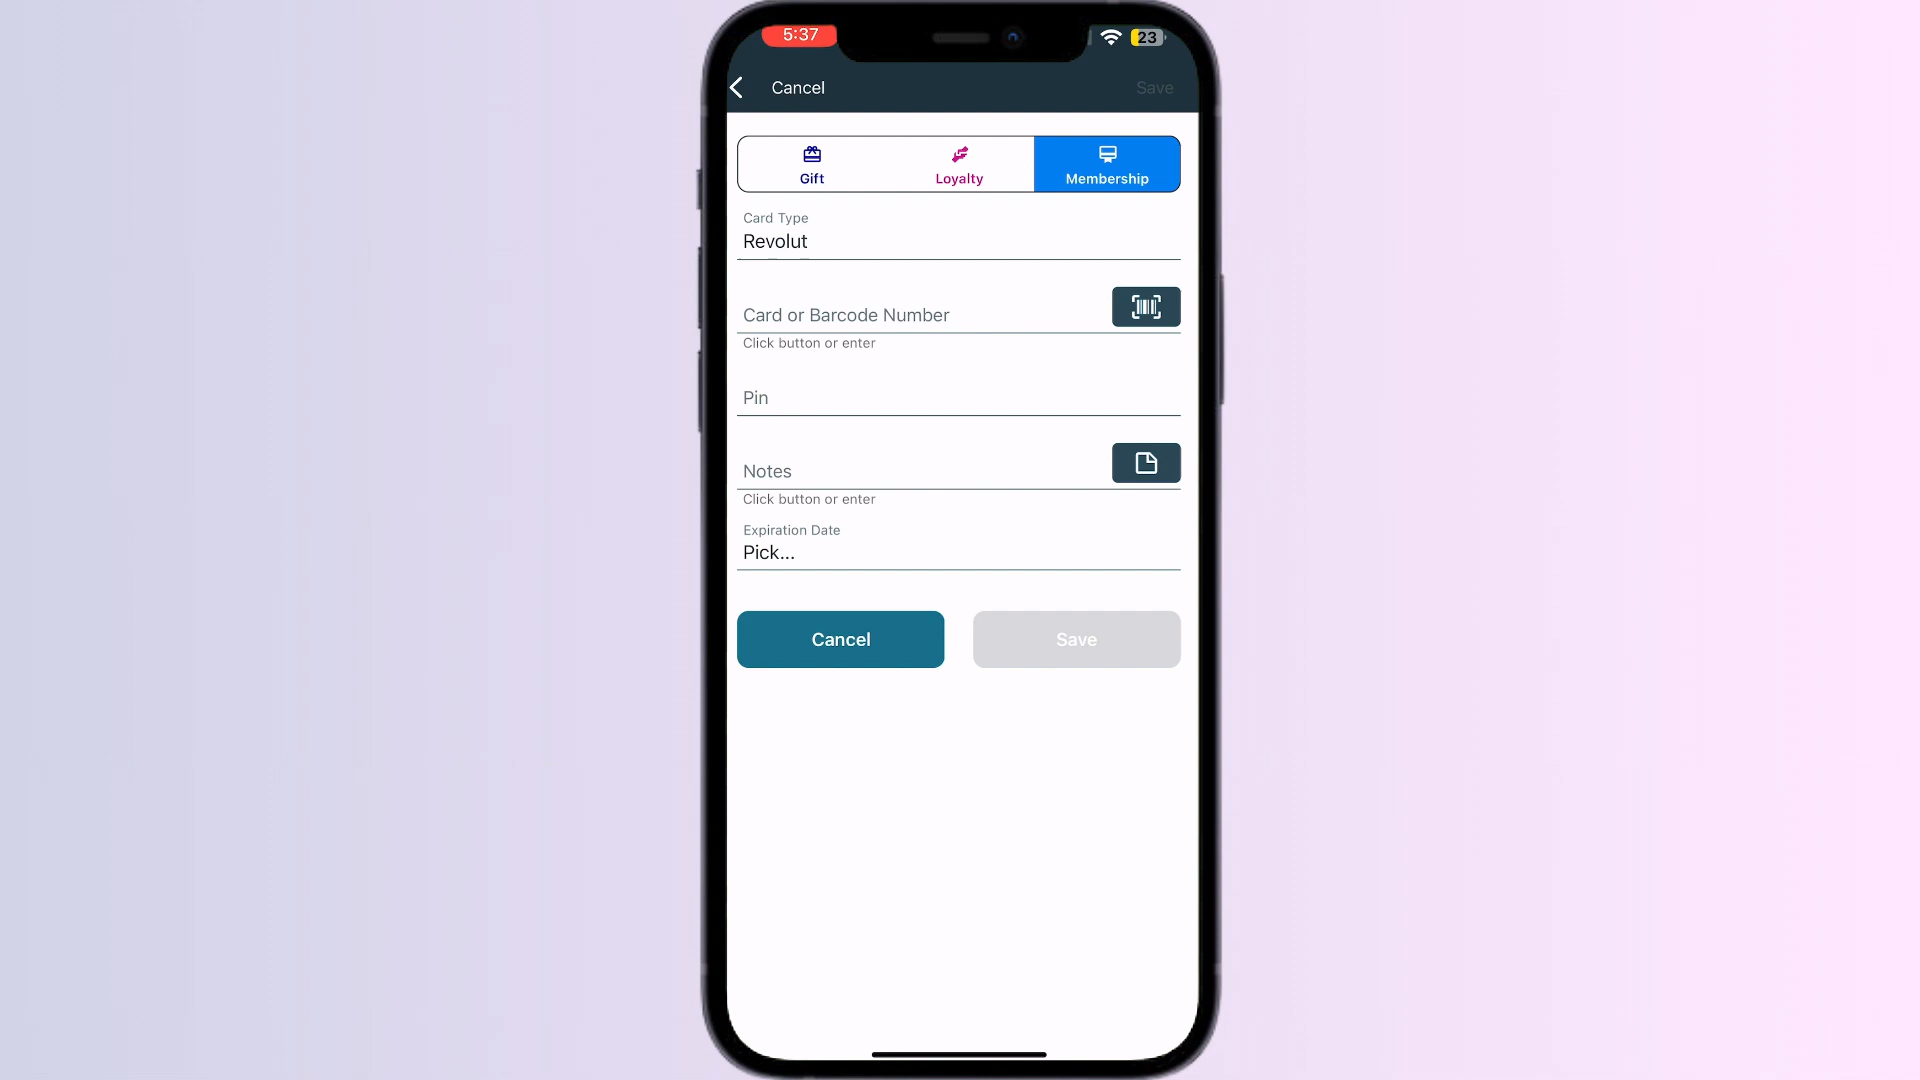 5:37
23
Cancel
Save
Gift
Loyalty
Membership
Card Type
Revolut
Card or Barcode Number
Click button or enter
Pin
Notes
Click button or enter
Expiration Date
Pick...
Cancel
Save